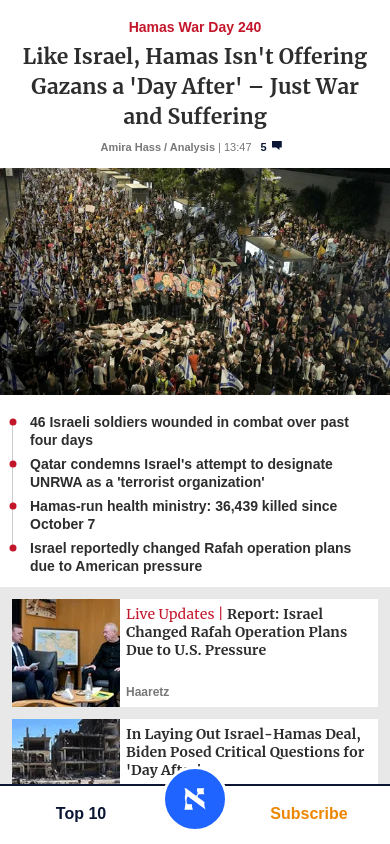 Hamas War Day 240
Like Israel, Hamas Isn't Offering
Gazans a 'Day After' – Just War
and Suffering
Amira Hass / Analysis | 13:47 5
46 Israeli soldiers wounded in combat over past
four days
Qatar condemns Israel's attempt to designate
UNRWA as a 'terrorist organization'
Hamas-run health ministry: 36,439 killed since
October 7
Israel reportedly changed Rafah operation plans
due to American pressure
Live Updates | Report: Israel
Changed Rafah Operation Plans
Due to U.S. Pressure
Haaretz
In Laying Out Israel-Hamas Deal,
Biden Posed Critical Questions for
'Day
Top 10
Subscribe